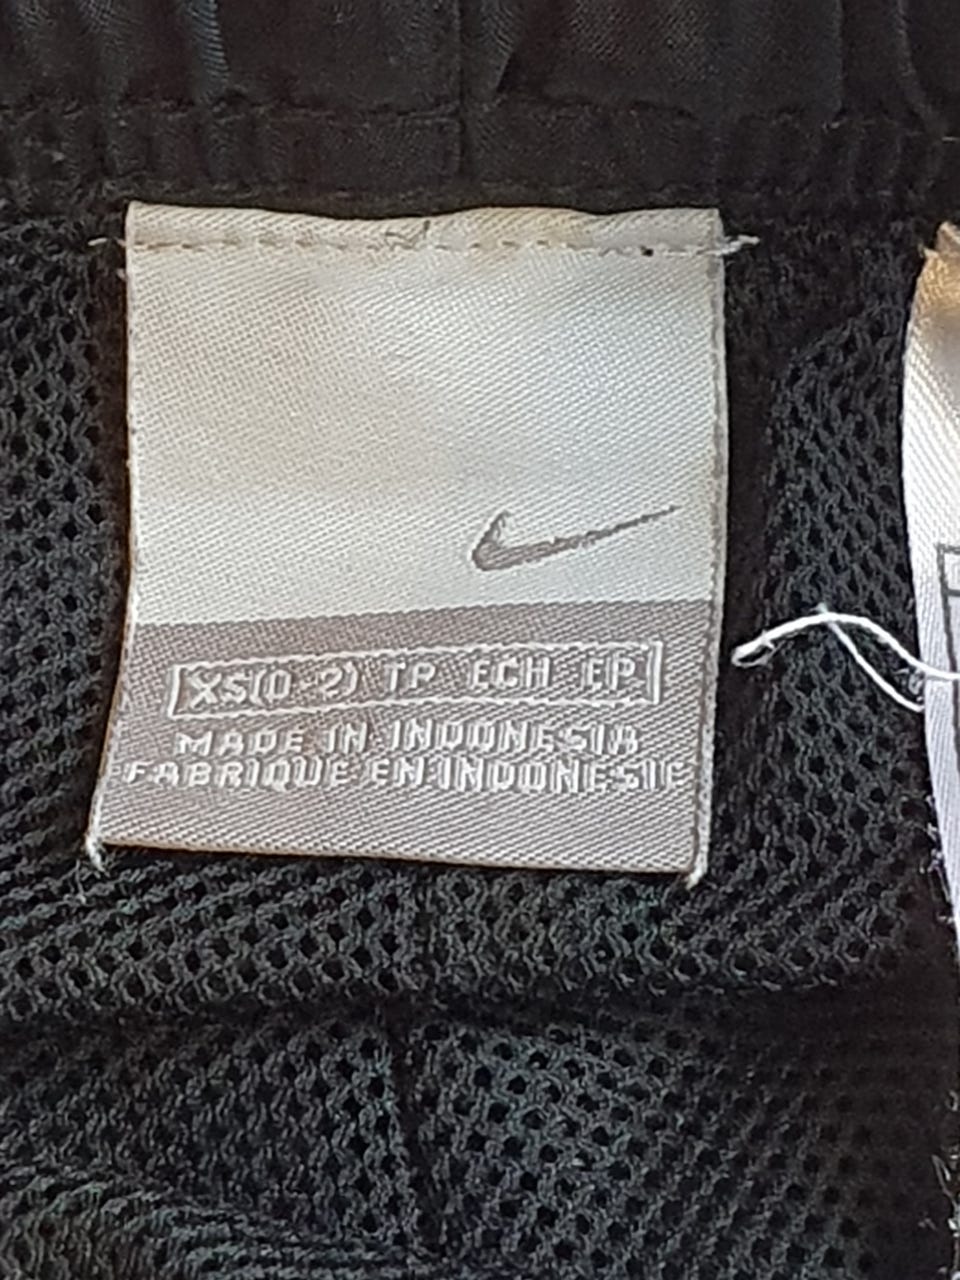 XS(0-2) TP ECH EP
MADE IN INDONESIA
FABRIQUE EN INDONESIE